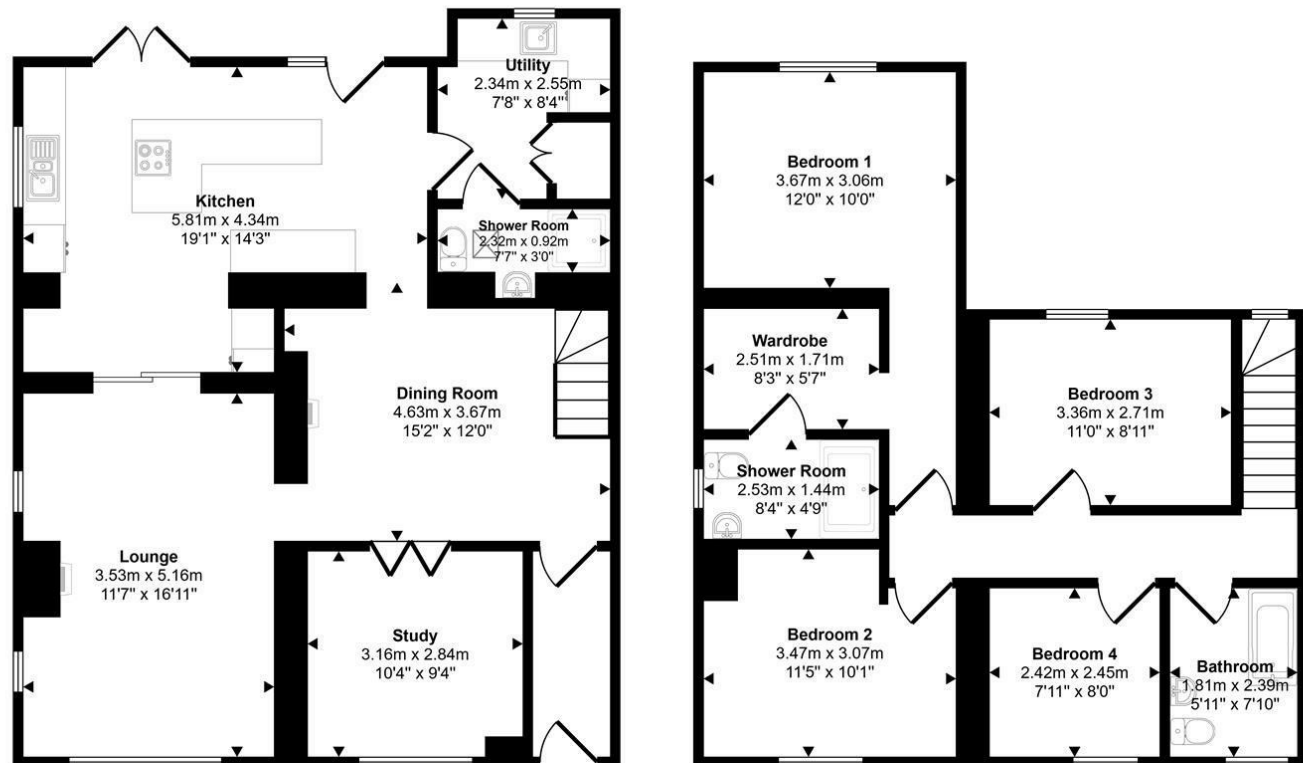 Utility
2.34m x 2.55m
7'8" x 8'4"
Kitchen
5.81m x 4.34m
19'1" x 14'3"
Shower Room
2.32m x 0.92m
7'7" x 3'0"
Dining Room
4.63m x 3.67m
15'2" x 12'0"
Lounge
3.53m x 5.16m
11'7" x 16'11"
Study
3.16m x 2.84m
10'4" x 9'4"
Bedroom 1
3.67m x 3.06m
12'0" x 10'0"
Wardrobe
2.51m x 1.71m
8'3" x 5'7"
Bedroom 3
3.36m x 2.71m
11'0" x 8'11"
Shower Room
2.53m x 1.44m
8'4" x 4'9"
Bedroom 2
3.47m x 3.07m
11'5" x 10'1"
Bedroom 4
2.42m x 2.45m
7'11" x 8'0"
Bathroom
1.81m x 2.39m
5'11" x 7'10"